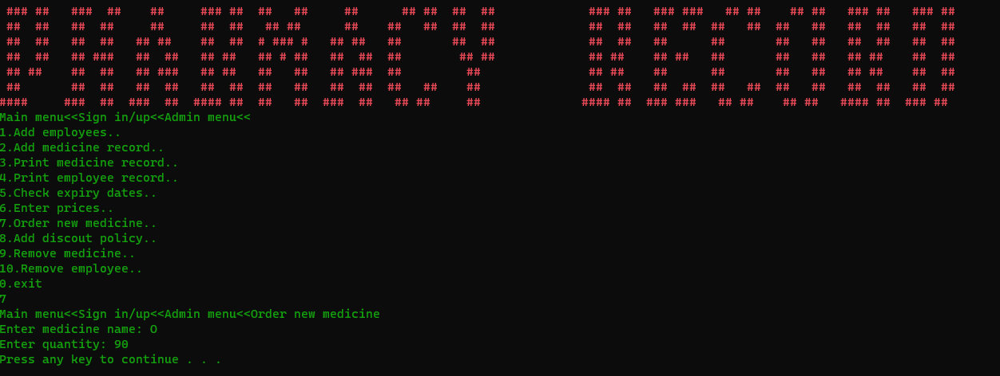 PHARMACY RECORD
Main menu<<Sign in/up<<Admin menu<<
1.Add employees..
2.Add medicine record..
3.Print medicine record..
4.Print employee record..
5.Check expiry dates..
6.Enter prices..
7.Order new medicine..
8.Add discout policy..
9.Remove medicine..
10.Remove employee..
0.exit
7
Main menu<<Sign in/up<<Admin menu<<Order new medicine
Enter medicine name: O
Enter quantity: 90
Press any key to continue . . .